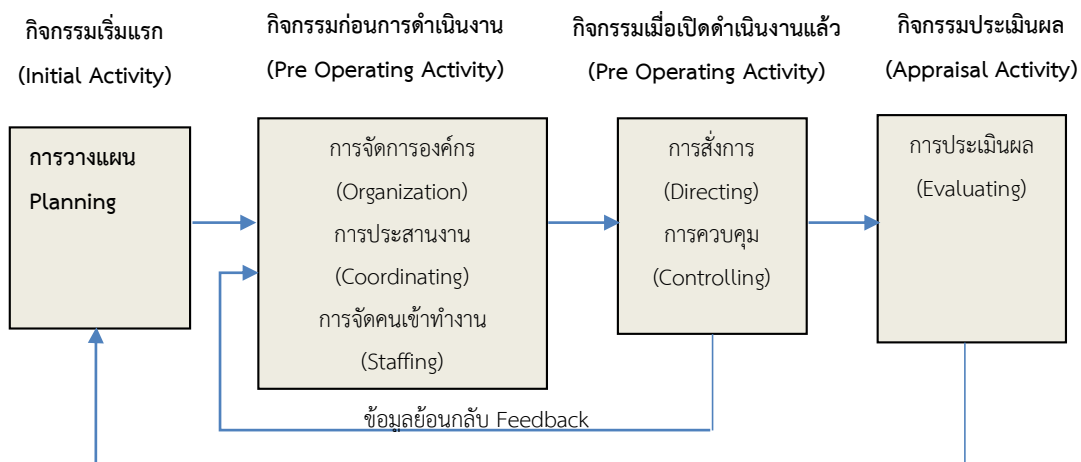 กิจกรรมเริ่มแรก
(Initial Activity)
กิจกรรมก่อนการดำเนินงาน
(Pre Operating Activity)
กิจกรรมเมื่อเปิดดำเนินงานแล้ว
(Pre Operating Activity)
กิจกรรมประเมินผล
(Appraisal Activity)
การวางแผน
Planning
การจัดการองค์กร
(Organization)
การประสานงาน
(Coordinating)
การจัดคนเข้าทำงาน
(Staffing)
การสั่งการ
(Directing)
การควบคุม
(Controlling)
การประเมินผล
(Evaluating)
ข้อมูลย้อนกลับ Feedback